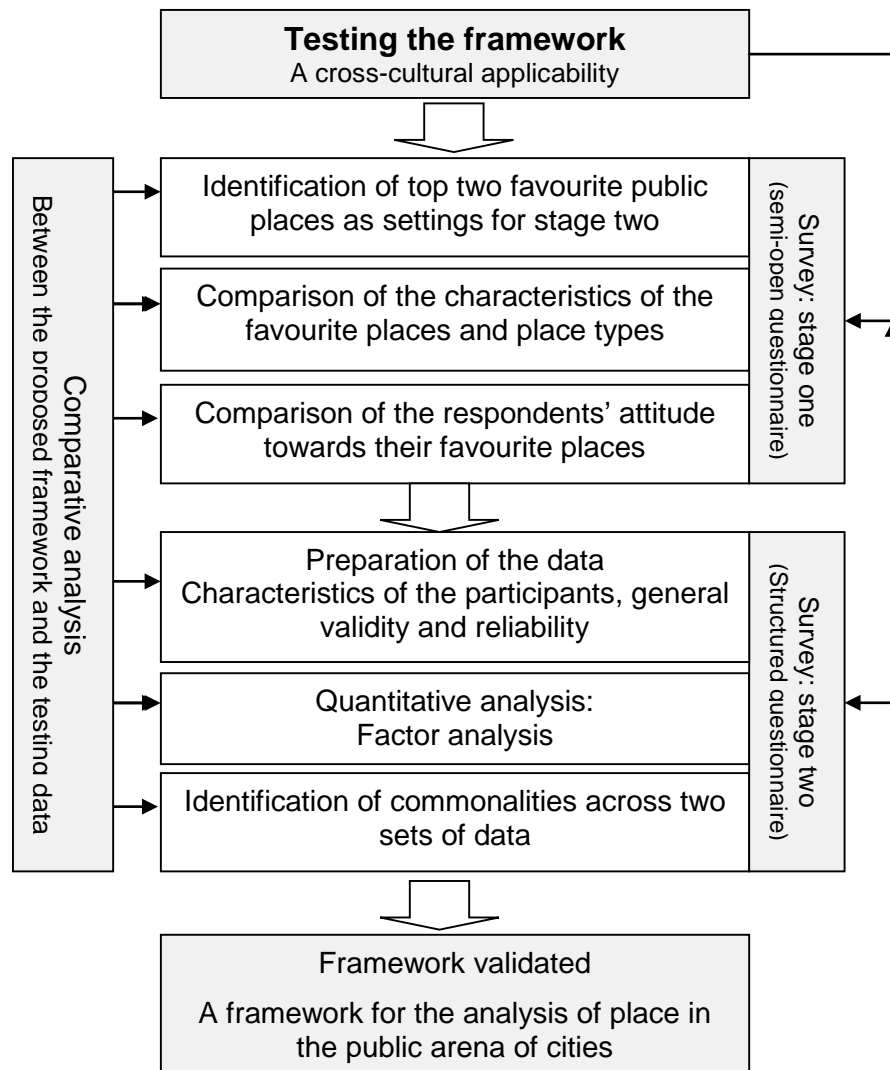 Testing the framework
A cross-cultural applicability
Identification of top two favourite public
places as settings for stage two
Comparison of the characteristics of the
favourite places and place types
Comparison of the respondents' attitude
towards their favourite places
Survey: stage one
(semi-open questionnaire)
Comparative analysis
Between the proposed framework and the testing data
Preparation of the data
Characteristics of the participants, general
validity and reliability
Quantitative analysis:
Factor analysis
Identification of commonalities across two
sets of data
Survey: stage two
(Structured questionnaire)
Framework validated
A framework for the analysis of place in
the public arena of cities